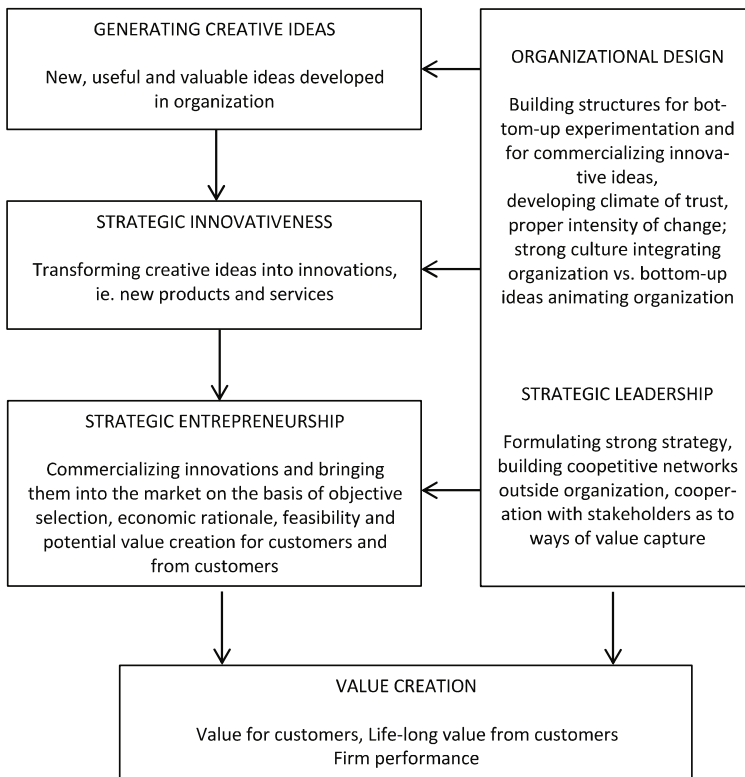 GENERATING CREATIVE IDEAS
New, useful and valuable ideas developed
in organization
STRATEGIC INNOVATIVENESS
Transforming creative ideas into innovations,
ie. new products and services
STRATEGIC ENTREPRENEURSHIP
Commercializing innovations and bringing
them into the market on the basis of objective
selection, economic rationale, feasibility and
potential value creation for customers and
from customers
ORGANIZATIONAL DESIGN
Building structures for bot-
tom-up experimentation and
for commercializing innova-
tive ideas,
developing climate of trust,
proper intensity of change;
strong culture integrating
organization vs. bottom-up
ideas animating organization
STRATEGIC LEADERSHIP
Formulating strong strategy,
building coopetitive networks
outside organization, cooper-
ation with stakeholders as to
ways of value capture
VALUE CREATION
Value for customers, Life-long value from customers
Firm performance